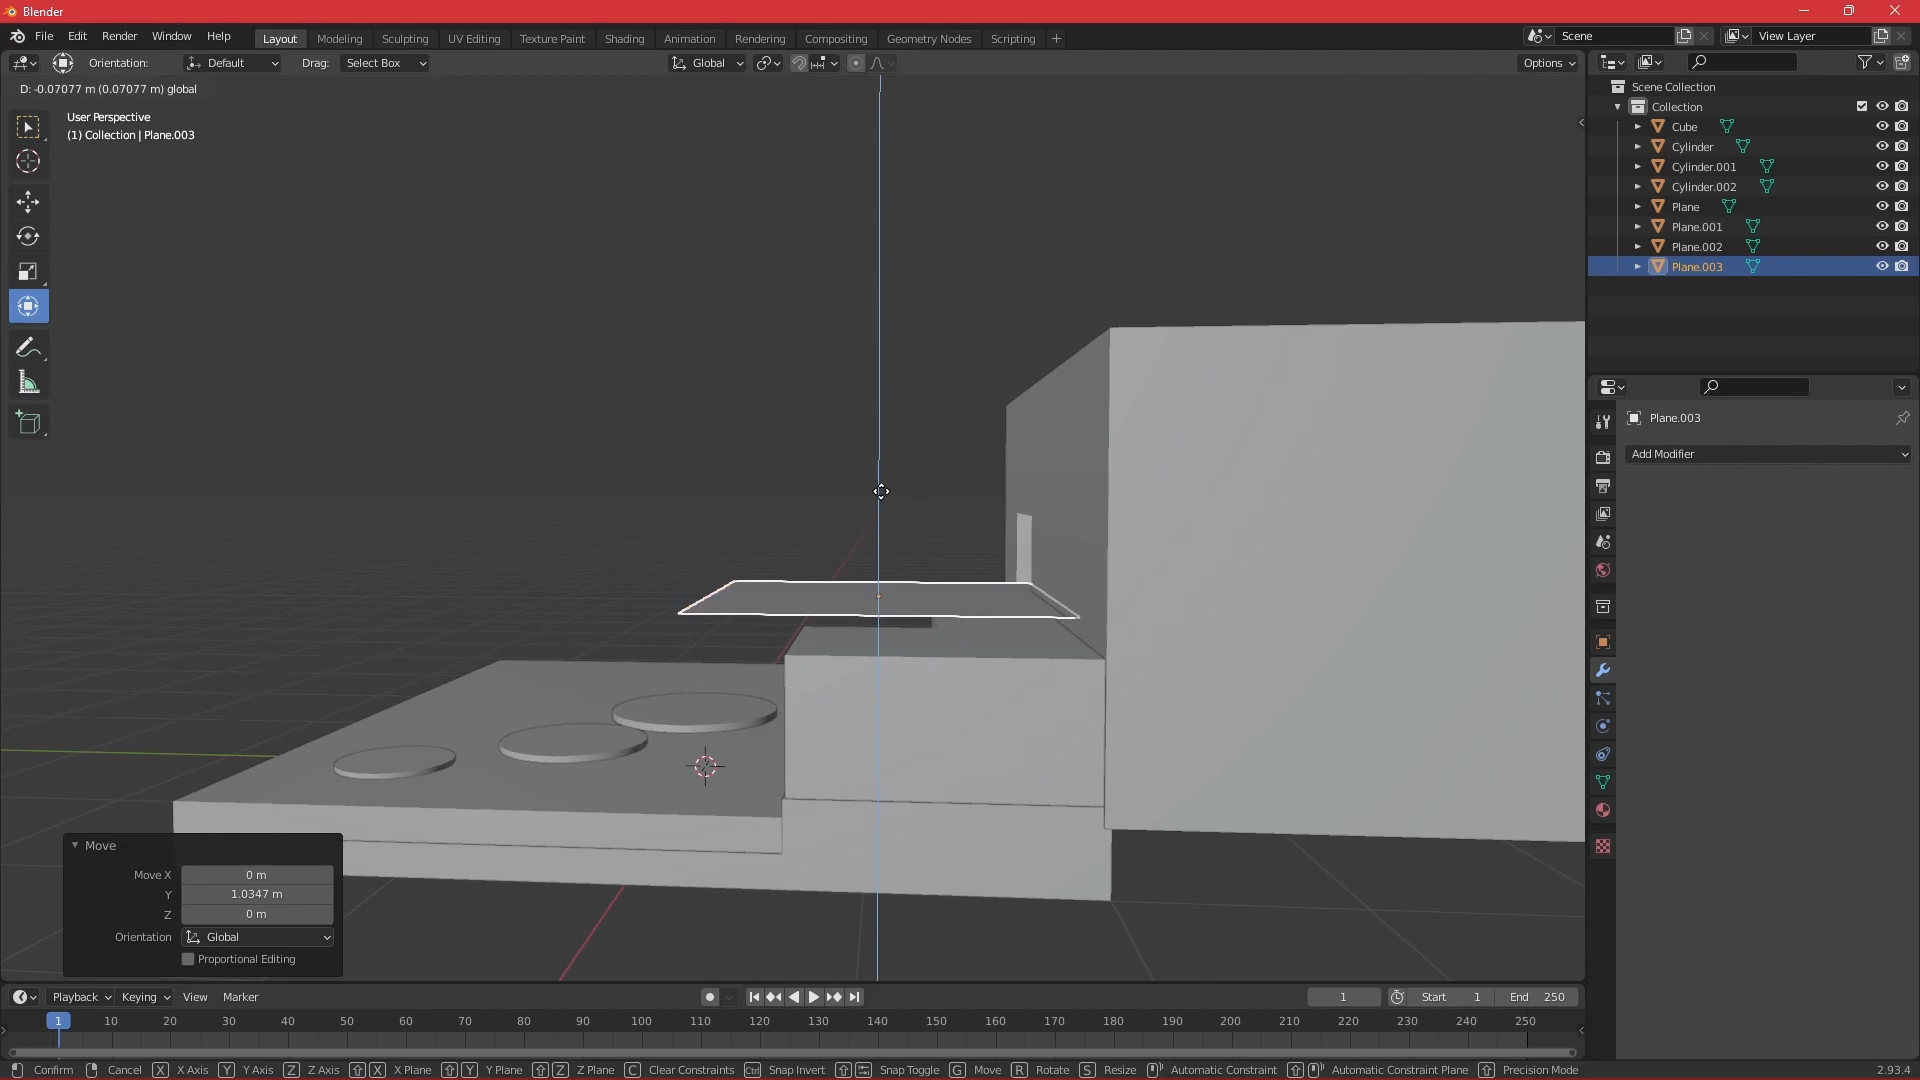 Blender
File Edit Render Window Help Layout Modeling Sculpting UV Editing Texture Paint Shading Animation Rendering Compositing Geometry Nodes Scripting + Scene View Layer
Orientation: Default Drag: Select Box Global Options
D: -0.07077 m (0.07077 m) global
User Perspective
(1) Collection | Plane.003
Scene Collection
Collection
Cube
Cylinder
Cylinder.001
Cylinder.002
Plane
Plane.001
Plane.002
Plane.003
Plane.003
Add Modifier
Move
Move X 0 m
Y 1.0347 m
Z 0 m
Orientation Global
Proportional Editing
Playback Keying View Marker 1 Start 1 End 250
1 10 20 30 40 50 60 70 80 90 100 110 120 130 140 150 160 170 180 190 200 210 220 230 240 250
Confirm Cancel X X Axis Y Y Axis Z Z Axis X X Plane Y Y Plane Z Z Plane C Clear Constraints Ctrl Snap Invert Snap Toggle G Move R Rotate S Resize Automatic Constraint Automatic Constraint Plane Precision Mode 2.93.4